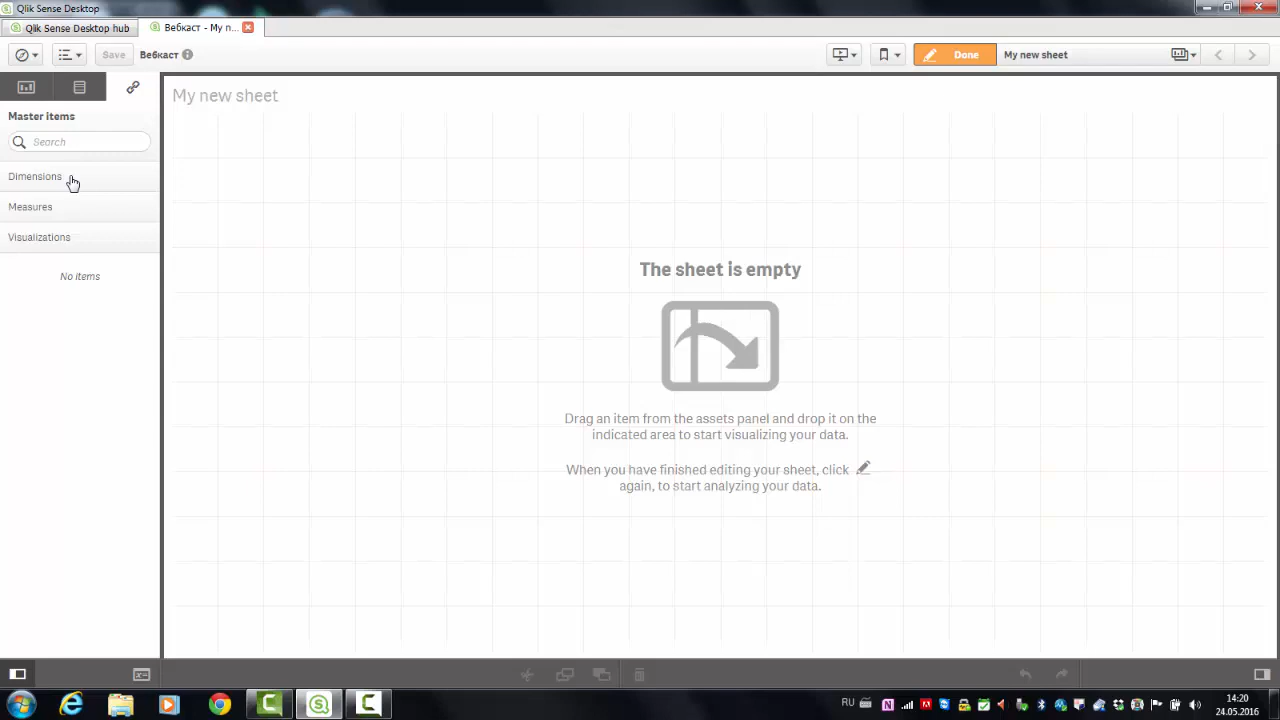 Qlik Sense Desktop
Qlik Sense Desktop hub
Вебкаст - My n...
Save
Вебкаст
Done
My new sheet
Master items
Search
Dimensions
Measures
Visualizations
No items
My new sheet
The sheet is empty
Drag an item from the assets panel and drop it on the
indicated area to start visualizing your data.
When you have finished editing your sheet, click
again, to start analyzing your data.
RU
14:20
24.05.2016